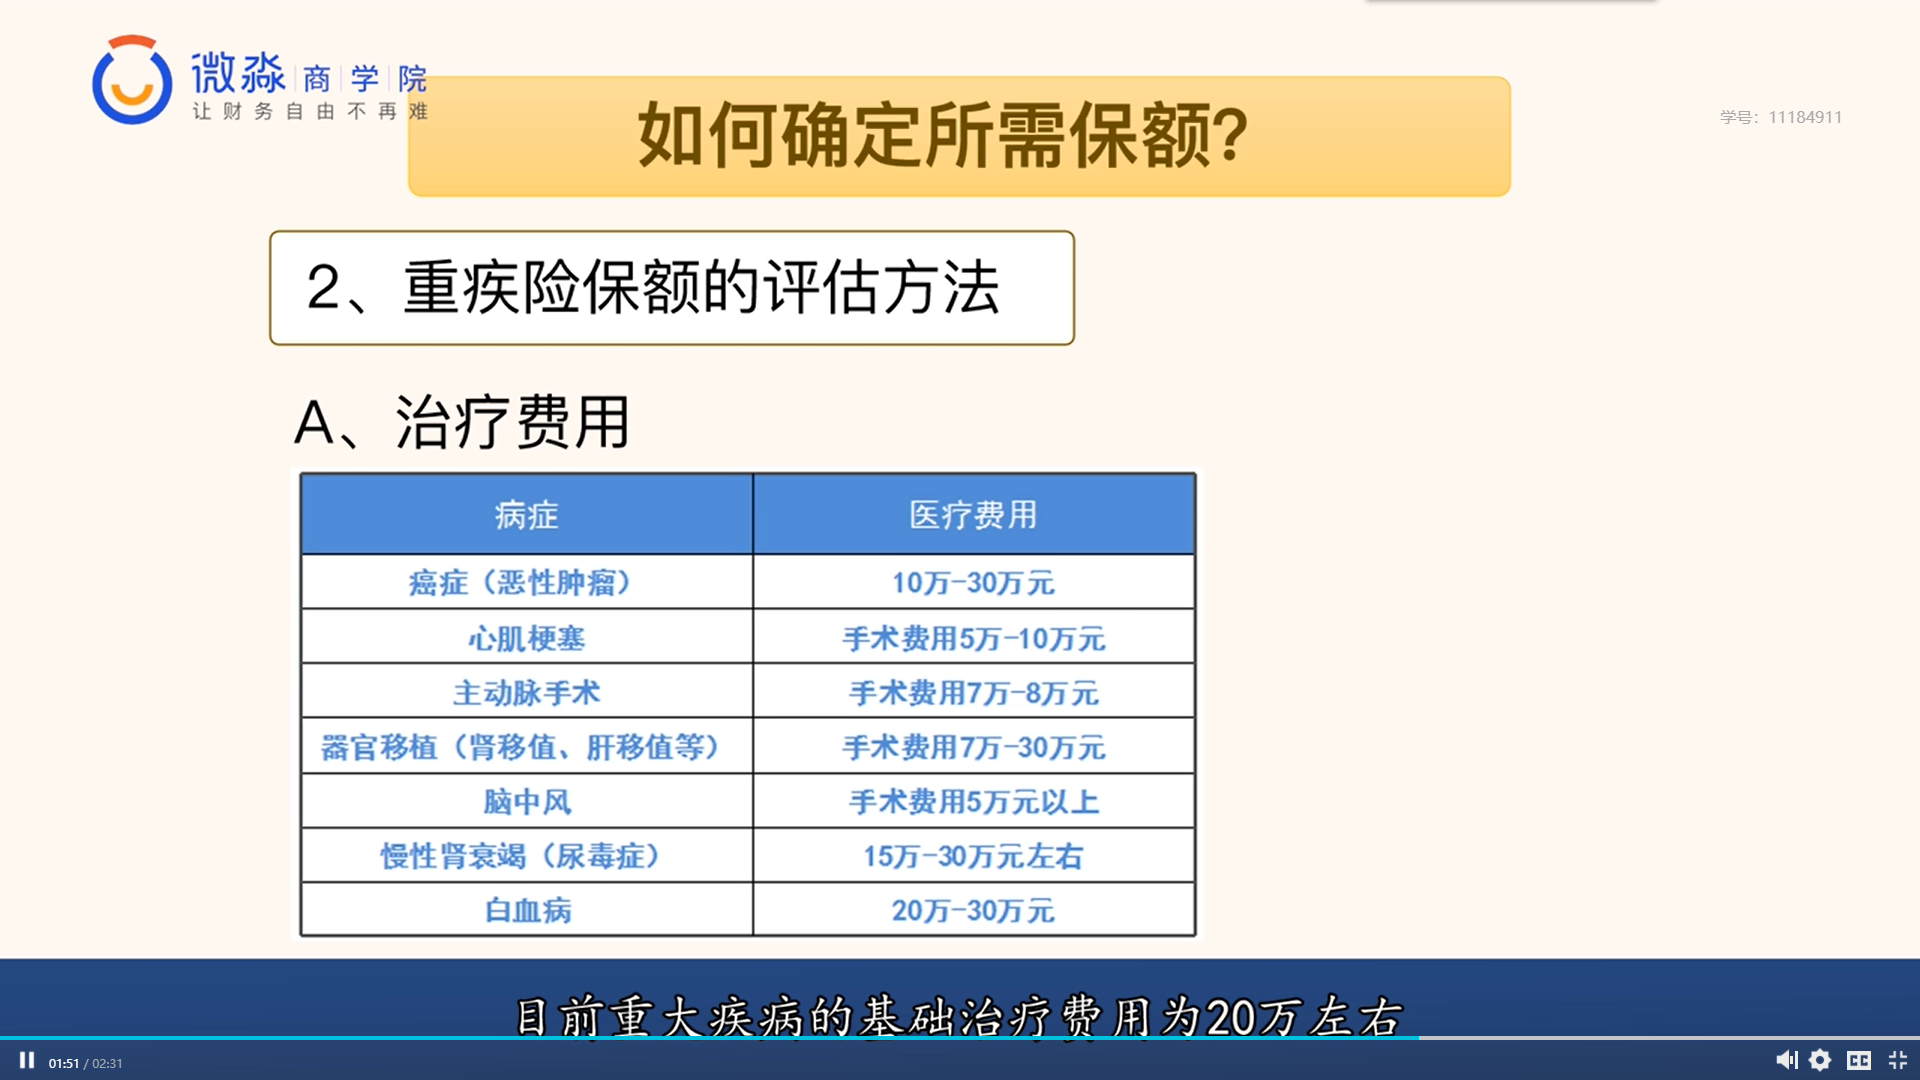 微淼商学院
让财务自由不再难
如何确定所需保额?
学号：11184911
2、重疾险保额的评估方法
A、治疗费用
病症 医疗费用
癌症（恶性肿瘤） 10万-30万元
心肌梗塞 手术费用5万-10万元
主动脉手术 手术费用7万-8万元
器官移植（肾移值、肝移值等） 手术费用7万-30万元
脑中风 手术费用5万元以上
慢性肾衰竭（尿毒症） 15万-30万元左右
白血病 20万-30万元
目前重大疾病的基础治疗费用为20万左右
01:51 / 02:31
CC